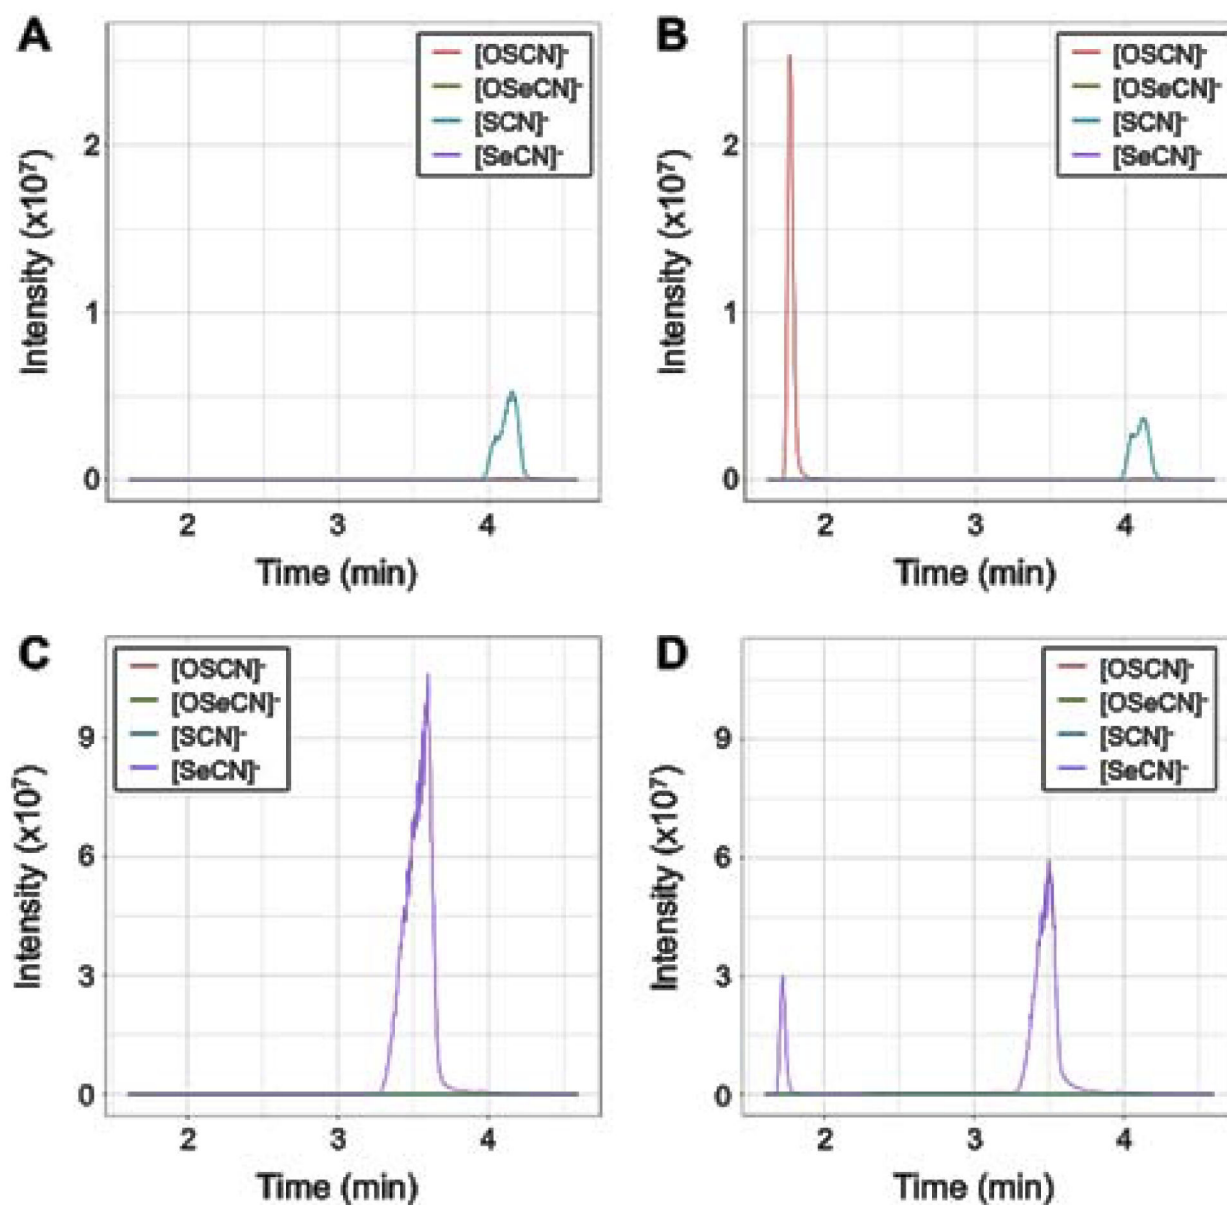 A
[OSCN]-
[OSeCN]-
[SCN]-
[SeCN]-
2
1
0
Intensity (x10⁷)
2 3 4
Time (min)
B
[OSCN]-
[OSeCN]-
[SCN]-
[SeCN]-
2
1
0
Intensity (x10⁷)
2 3 4
Time (min)
C
[OSCN]-
[OSeCN]-
[SCN]-
[SeCN]-
9
6
3
0
Intensity (x10⁷)
2 3 4
Time (min)
D
[OSCN]-
[OSeCN]-
[SCN]-
[SeCN]-
9
6
3
0
Intensity (x10⁷)
2 3 4
Time (min)